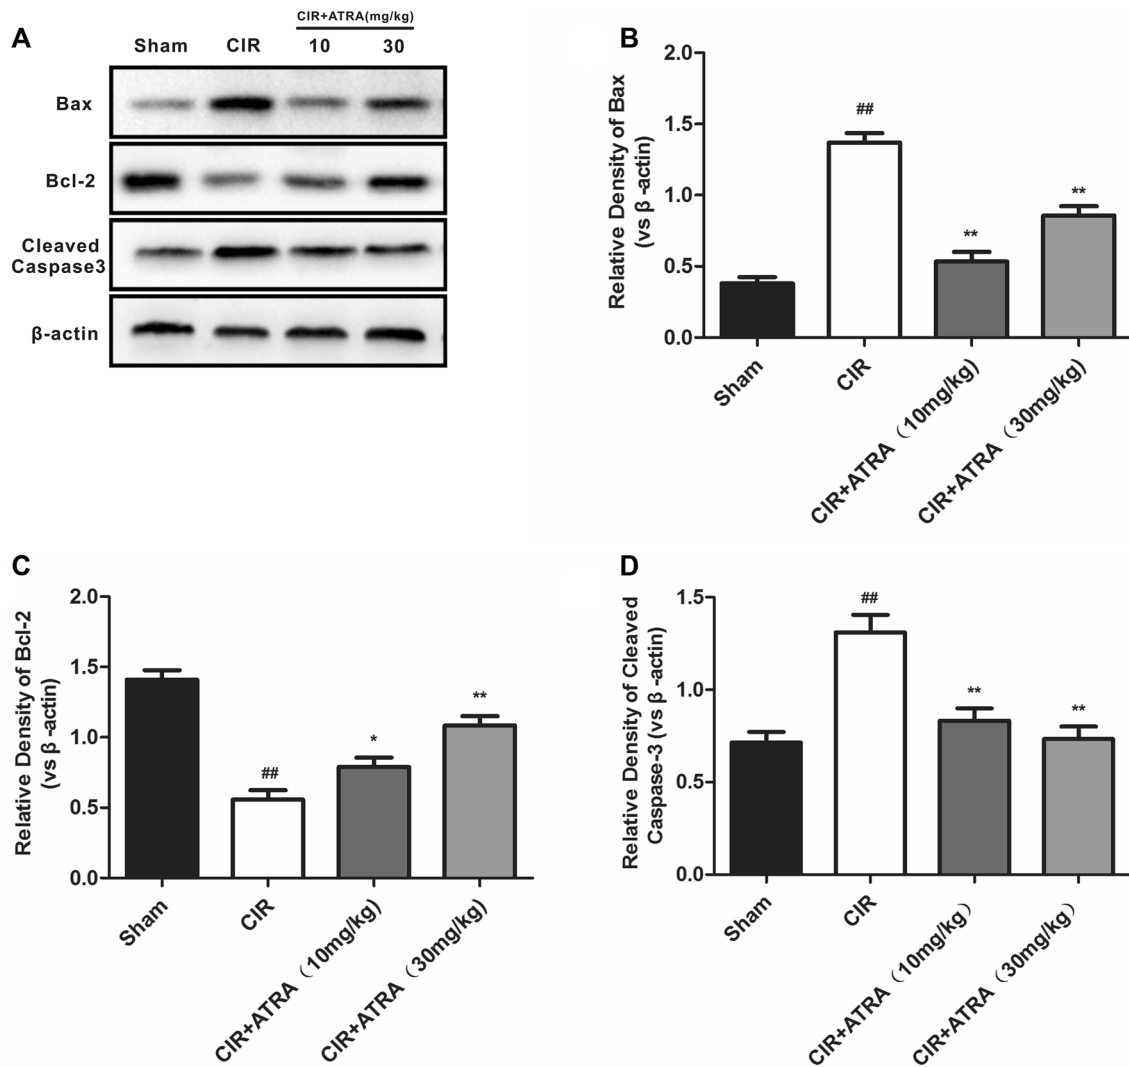 A
CIR+ATRA(mg/kg)
Sham CIR 10 30
Bax
Bcl-2
Cleaved
Caspase3
β-actin
B
Relative Density of Bax
(vs β -actin)
2.0
1.5
1.0
0.5
0.0
##
**
**
Sham
CIR
CIR+ATRA（10mg/kg)
CIR+ATRA（30mg/kg)
C
Relative Density of Bcl-2
(vs β -actin)
2.0
1.5
1.0
0.5
0.0
##
*
**
Sham
CIR
CIR+ATRA（10mg/kg)
CIR+ATRA（30mg/kg)
D
Relative Density of Cleaved
Caspase-3 (vs β -actin)
1.5
1.0
0.5
0.0
##
**
**
Sham
CIR
CIR+ATRA（10mg/kg）
CIR+ATRA（30mg/kg）